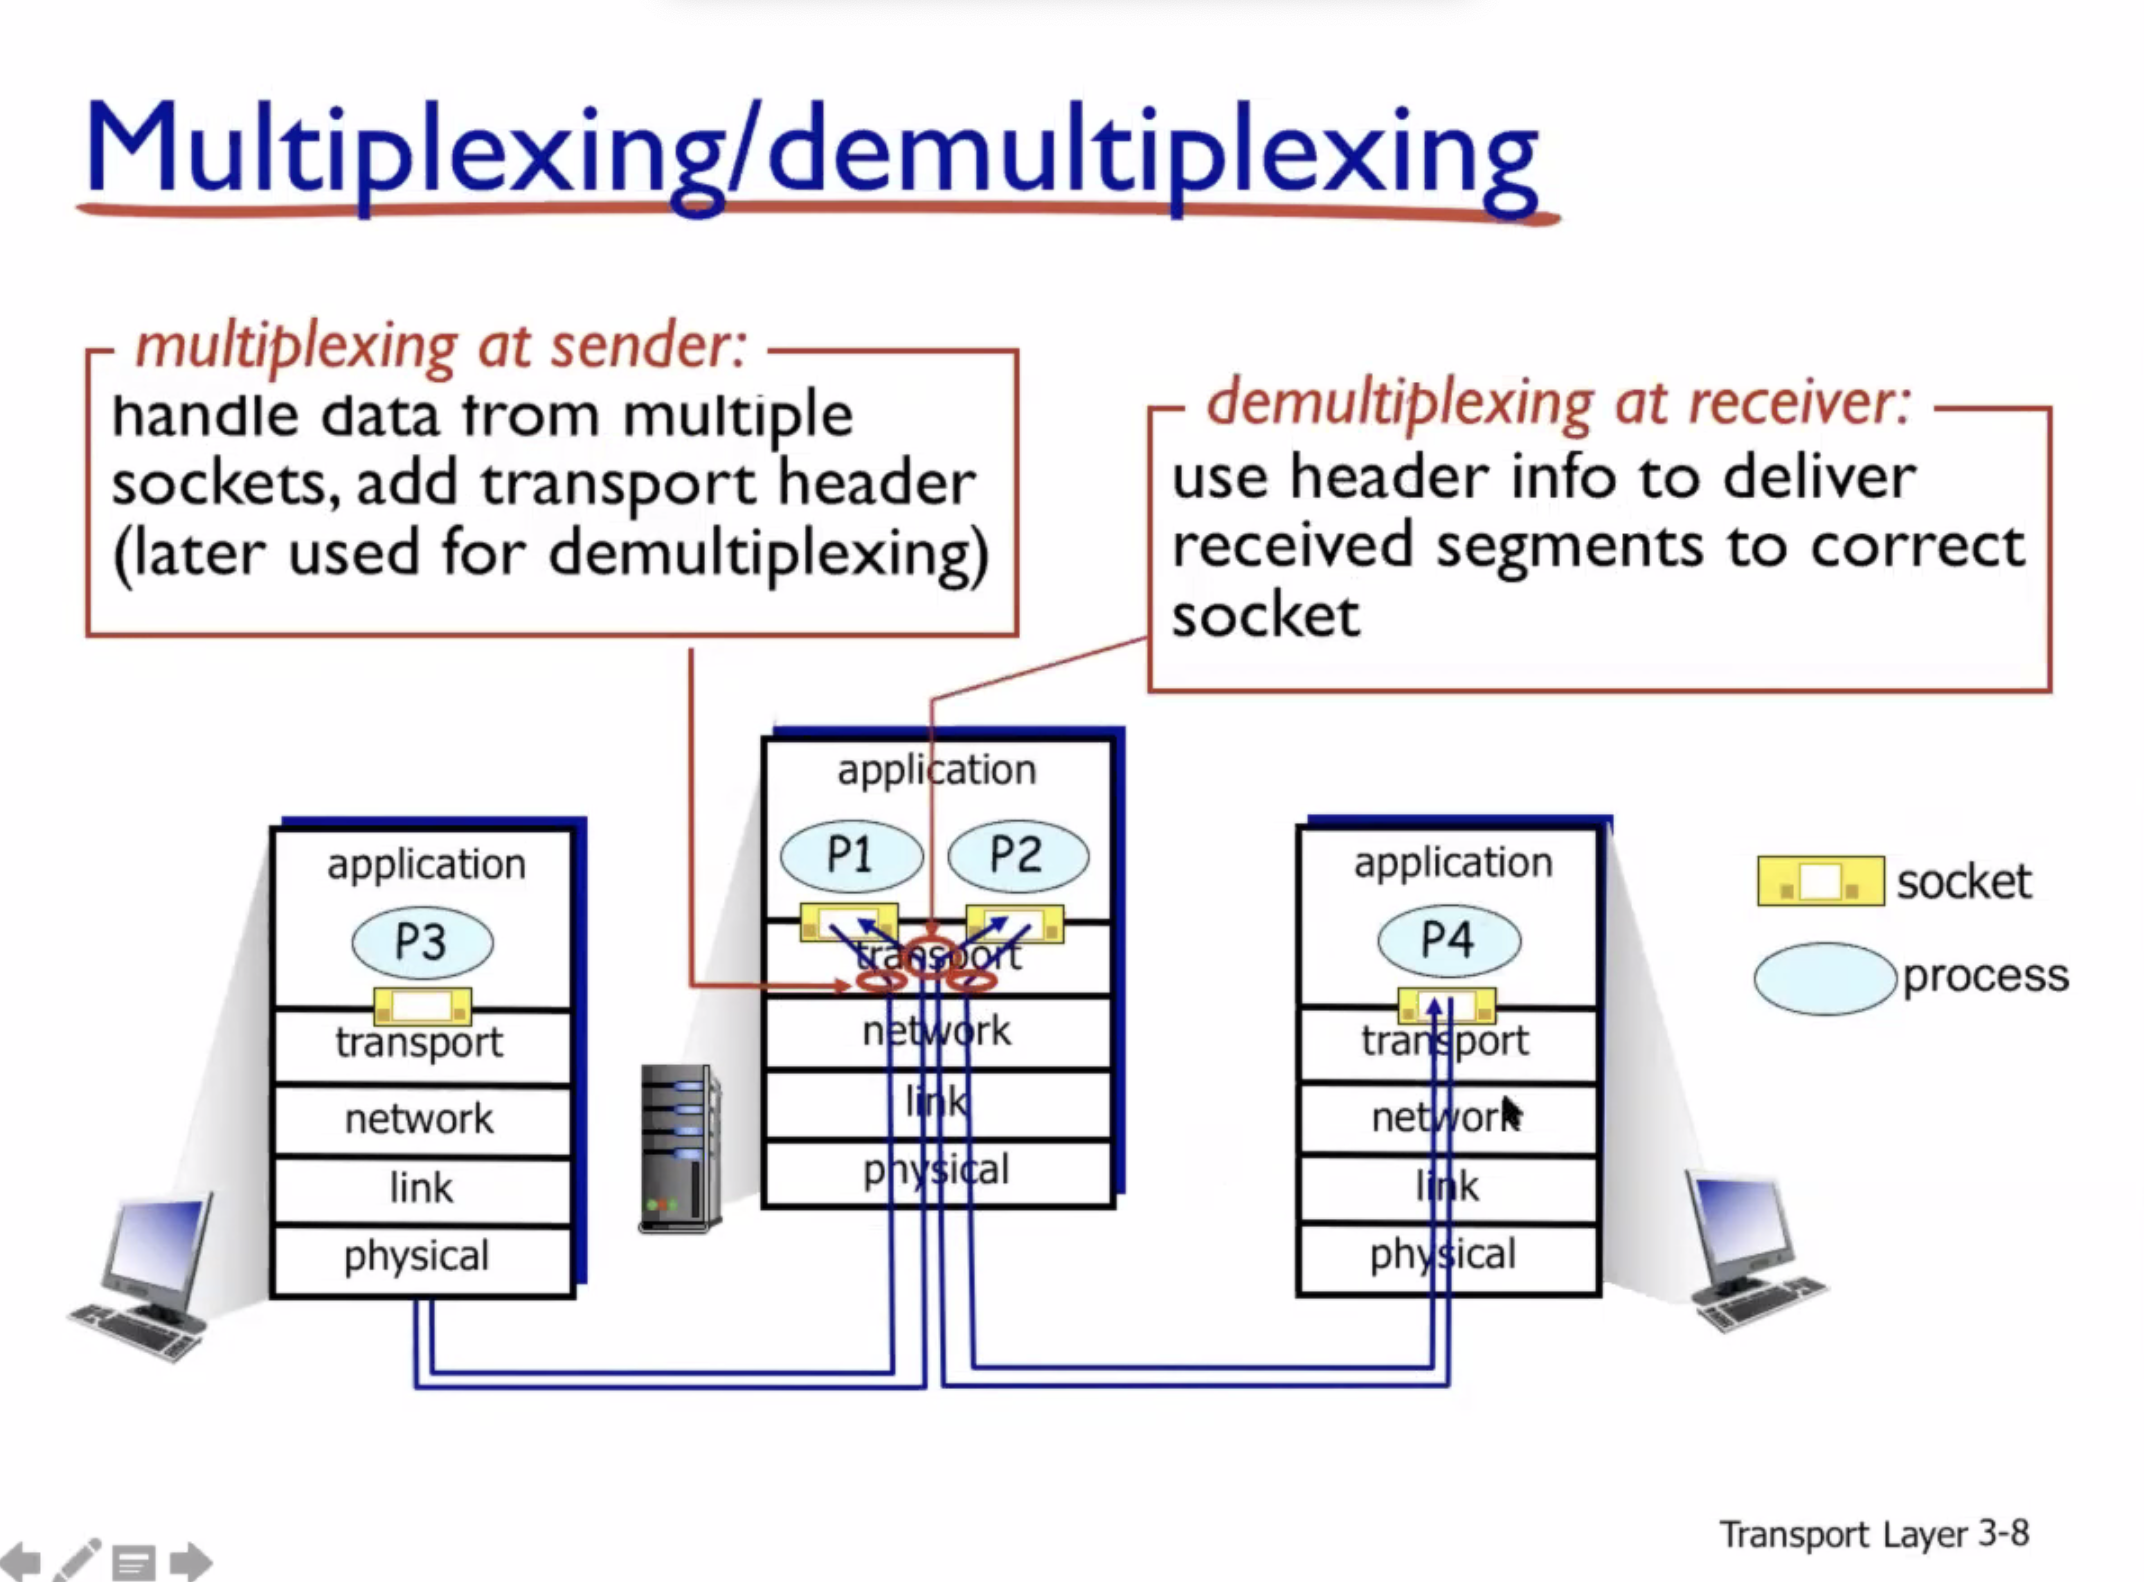 Multiplexing/demultiplexing
multiplexing at sender:
handle data from multiple
sockets, add transport header
(later used for demultiplexing)
demultiplexing at receiver:
use header info to deliver
received segments to correct
socket
application
P3
transport
network
link
physical
application
P1 P2
transport
network
link
physical
application
P4
transport
network
link
physical
socket
process
Transport Layer 3-8